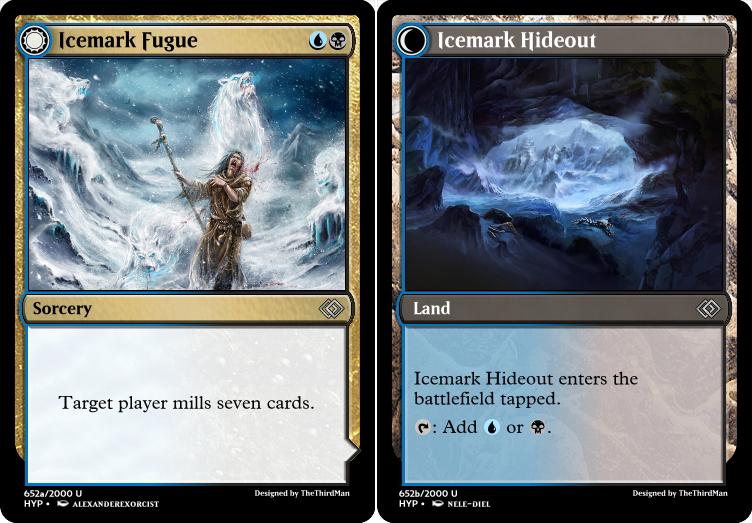 Icemark Fugue
Sorcery
Target player mills seven cards.
652a/2000 U
HYP • ALEXANDEREXORCIST
Designed by TheThirdMan
Icemark Hideout
Land
Icemark Hideout enters the
battlefield tapped.
: Add or .
652b/2000 U
HYP • NELE-DIEL
Designed by TheThirdMan